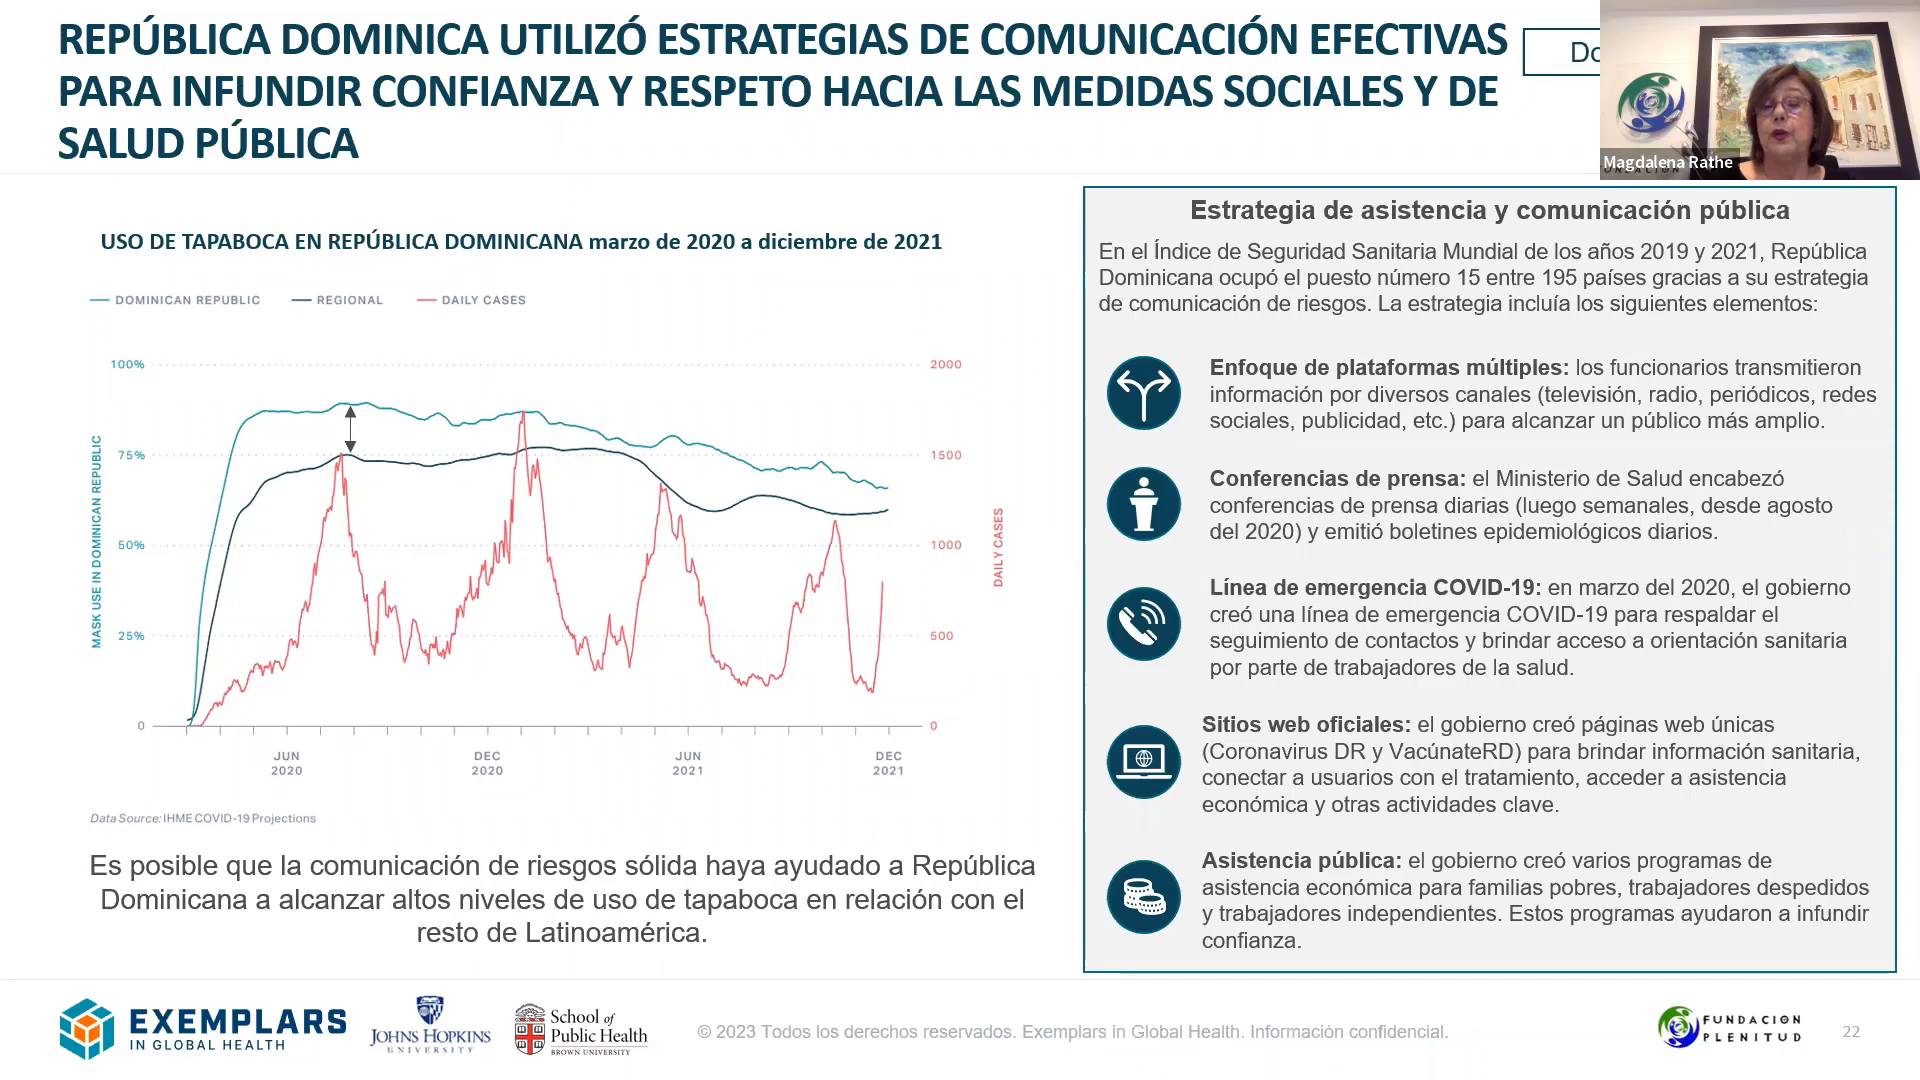 REPÚBLICA DOMINICA UTILIZÓ ESTRATEGIAS DE COMUNICACIÓN EFECTIVAS
PARA INFUNDIR CONFIANZA Y RESPETO HACIA LAS MEDIDAS SOCIALES Y DE
SALUD PÚBLICA
Magdalena Rathe
USO DE TAPABOCA EN REPÚBLICA DOMINICANA marzo de 2020 a diciembre de 2021
DOMINICAN REPUBLIC
REGIONAL
DAILY CASES
100%
75%
50%
25%
0
MASK USE IN DOMINICAN REPUBLIC
2000
1500
1000
500
0
DAILY CASES
JUN
2020
DEC
2020
JUN
2021
DEC
2021
Data Source: IHME COVID-19 Projections
Es posible que la comunicación de riesgos sólida haya ayudado a República
Dominicana a alcanzar altos niveles de uso de tapaboca en relación con el
resto de Latinoamérica.
Estrategia de asistencia y comunicación pública
En el Índice de Seguridad Sanitaria Mundial de los años 2019 y 2021, República
Dominicana ocupó el puesto número 15 entre 195 países gracias a su estrategia
de comunicación de riesgos. La estrategia incluía los siguientes elementos:
Enfoque de plataformas múltiples: los funcionarios transmitieron
información por diversos canales (televisión, radio, periódicos, redes
sociales, publicidad, etc.) para alcanzar un público más amplio.
Conferencias de prensa: el Ministerio de Salud encabezó
conferencias de prensa diarias (luego semanales, desde agosto
del 2020) y emitió boletines epidemiológicos diarios.
Línea de emergencia COVID-19: en marzo del 2020, el gobierno
creó una línea de emergencia COVID-19 para respaldar el
seguimiento de contactos y brindar acceso a orientación sanitaria
por parte de trabajadores de la salud.
Sitios web oficiales: el gobierno creó páginas web únicas
(Coronavirus DR y VacúnateRD) para brindar información sanitaria,
conectar a usuarios con el tratamiento, acceder a asistencia
económica y otras actividades clave.
Asistencia pública: el gobierno creó varios programas de
asistencia económica para familias pobres, trabajadores despedidos
y trabajadores independientes. Estos programas ayudaron a infundir
confianza.
EXEMPLARS
IN GLOBAL HEALTH
JOHNS HOPKINS
UNIVERSITY
School of
Public Health
BROWN UNIVERSITY
© 2023 Todos los derechos reservados. Exemplars in Global Health. Información confidencial.
FUNDACION
PLENITUD
22